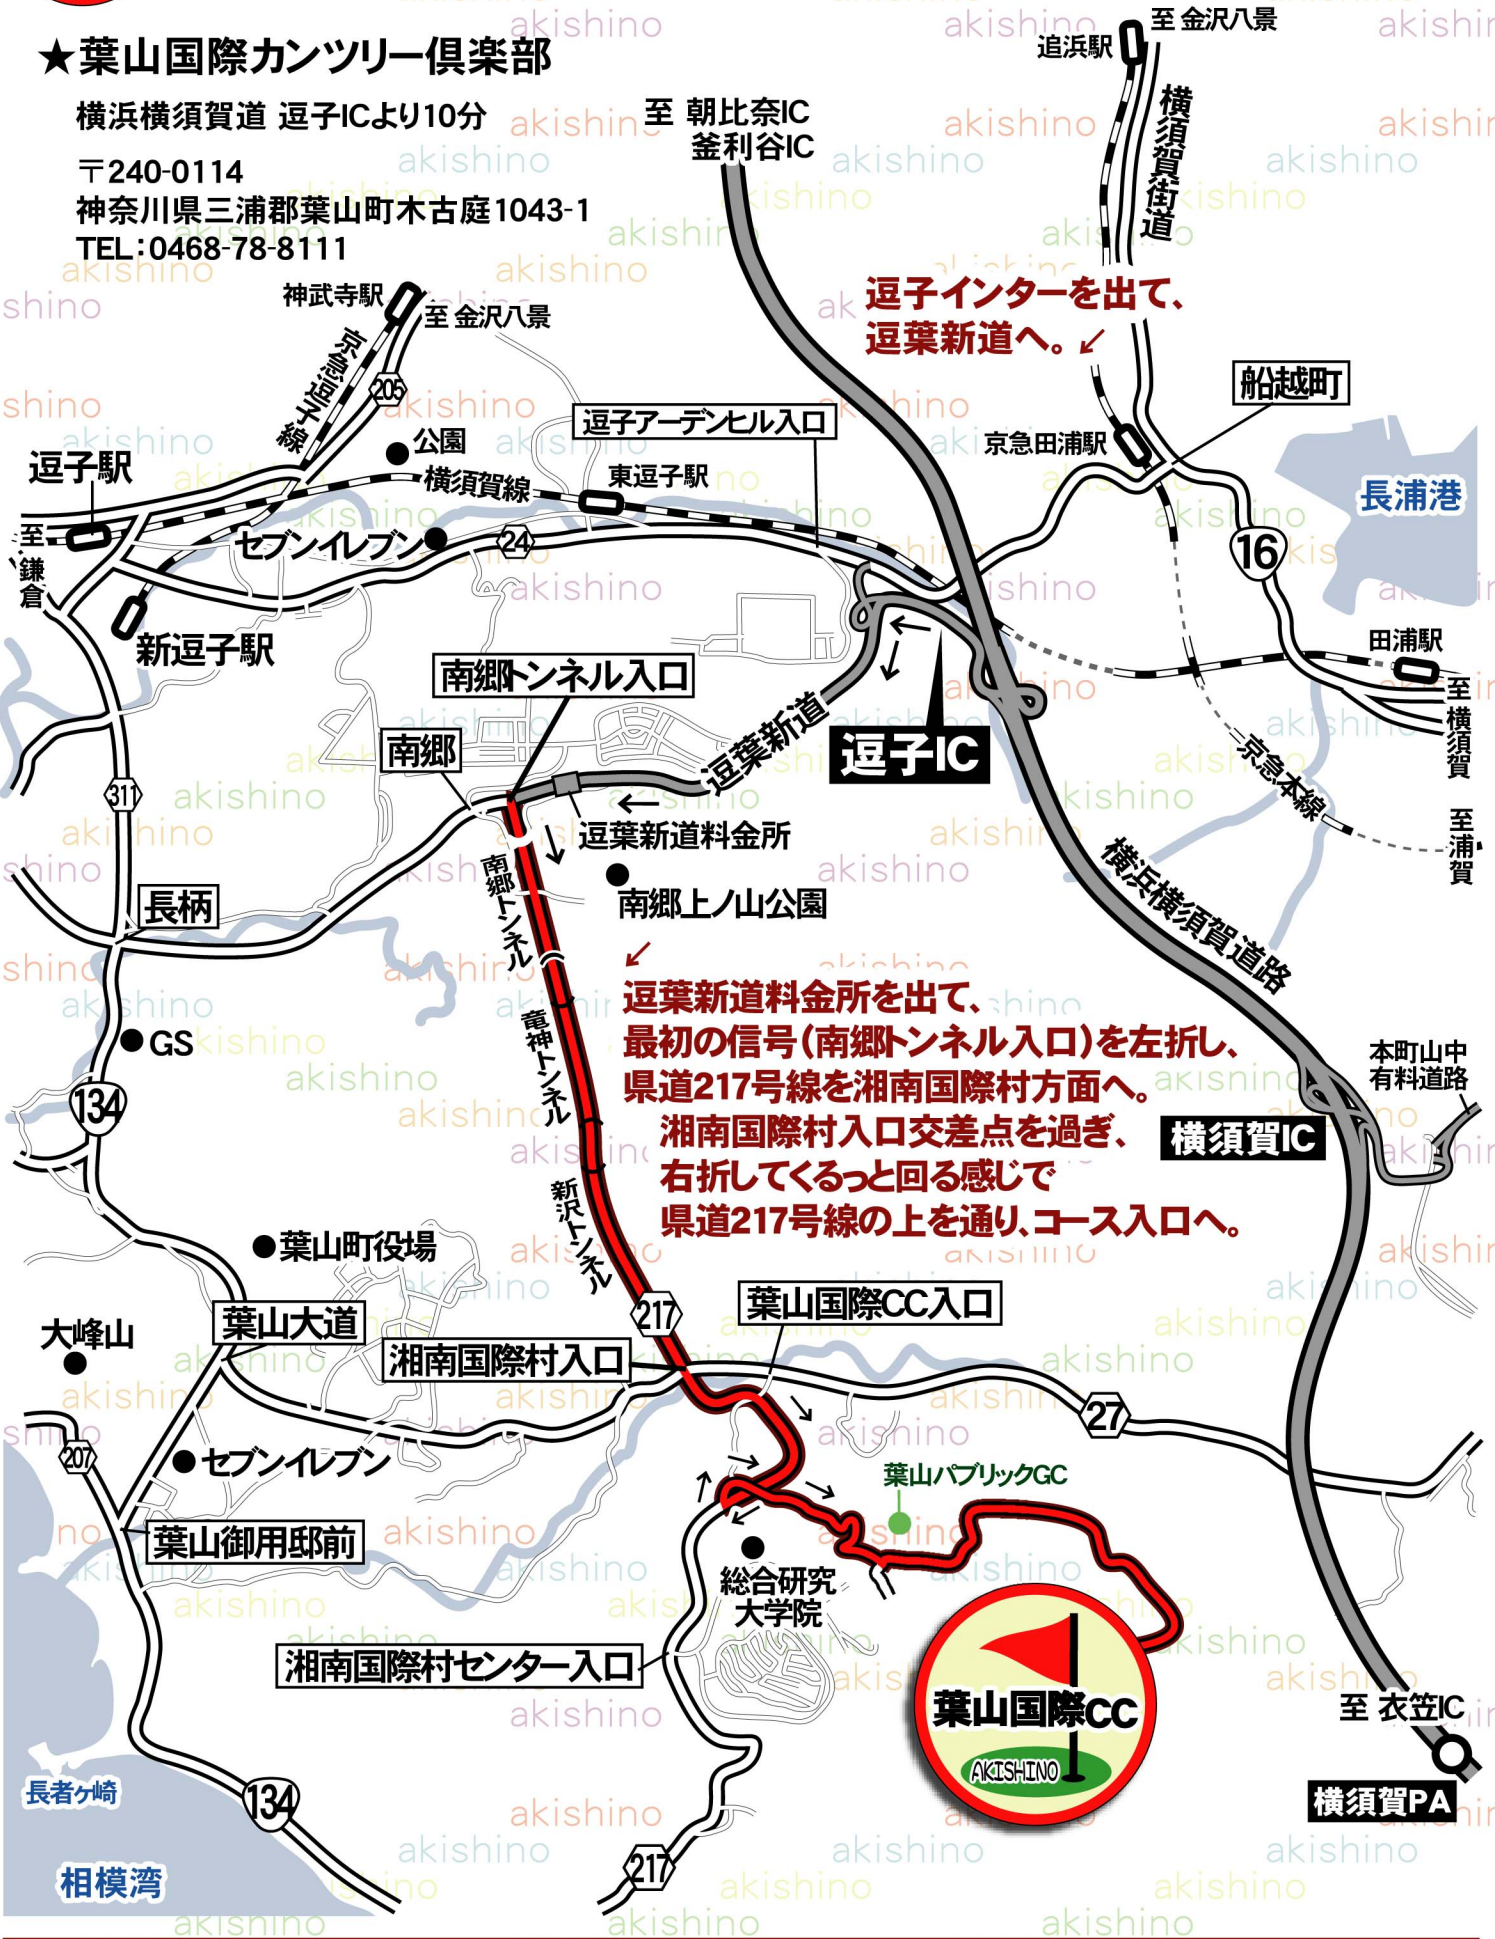 ★葉山国際カンツリー倶楽部
横浜横須賀道 逗子ICより10分
〒240-0114
神奈川県三浦郡葉山町木古庭1043-1
TEL:0468-78-8111
至 朝比奈IC
釜利谷IC
至 金沢八景
追浜駅
横須賀街道
逗子インターを出て、
逗葉新道へ。↙
神武寺駅
至 金沢八景
京急逗子線
205
公園
逗子アーデンヒル入口
船越町
京急田浦駅
長浦港
逗子駅
横須賀線
東逗子駅
至鎌倉
セブンイレブン
24
16
新逗子駅
田浦駅
至横須賀
南郷トンネル入口
南郷
逗葉新道
逗子IC
京急本線
至浦賀
311
逗葉新道料金所
南郷上ノ山公園
南郷トンネル
長柄
横浜横須賀道路
↙
逗葉新道料金所を出て、
最初の信号(南郷トンネル入口)を左折し、
県道217号線を湘南国際村方面へ。
湘南国際村入口交差点を過ぎ、
右折してくるっと回る感じで
県道217号線の上を通り、コース入口へ。
GS
竜神トンネル
134
本町山中
有料道路
横須賀IC
新沢トンネル
葉山町役場
217
葉山国際CC入口
葉山大道
大峰山
湘南国際村入口
27
207
セブンイレブン
葉山パブリックGC
葉山御用邸前
総合研究
大学院
湘南国際村センター入口
葉山国際CC
AKISHINO
至 衣笠IC
横須賀PA
長者ヶ崎
134
相模湾
217
akishino